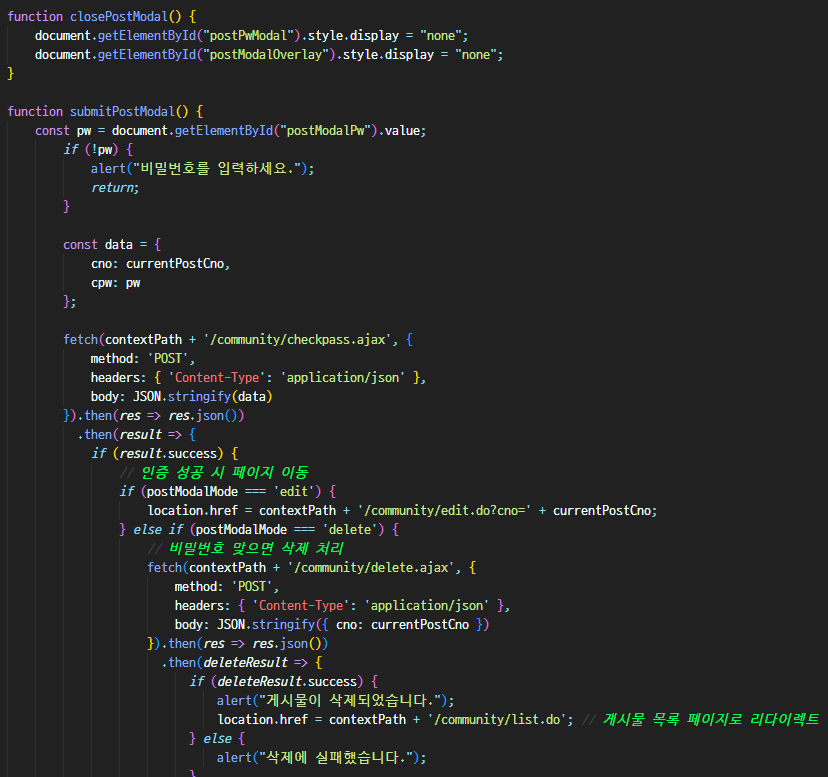 function closePostModal() {
document.getElementById("postPwModal").style.display = "none";
document.getElementById("postModalOverlay").style.display = "none";
}
function submitPostModal() {
const pw = document.getElementById("postModalPw").value;
if (!pw) {
alert("비밀번호를 입력하세요.");
return;
}
const data = {
cno: currentPostCno,
cpw: pw
};
fetch(contextPath + '/community/checkpass.ajax', {
method: 'POST',
headers: { 'Content-Type': 'application/json' },
body: JSON.stringify(data)
}).then(res => res.json())
.then(result => {
if (result.success) {
// 인증 성공 시 페이지 이동
if (postModalMode === 'edit') {
location.href = contextPath + '/community/edit.do?cno=' + currentPostCno;
} else if (postModalMode === 'delete') {
// 비밀번호 맞으면 삭제 처리
fetch(contextPath + '/community/delete.ajax', {
method: 'POST',
headers: { 'Content-Type': 'application/json' },
body: JSON.stringify({ cno: currentPostCno })
}).then(res => res.json())
.then(deleteResult => {
if (deleteResult.success) {
alert("게시물이 삭제되었습니다.");
location.href = contextPath + '/community/list.do'; // 게시물 목록 페이지로 리다이렉트
} else {
alert("삭제에 실패했습니다.");
}